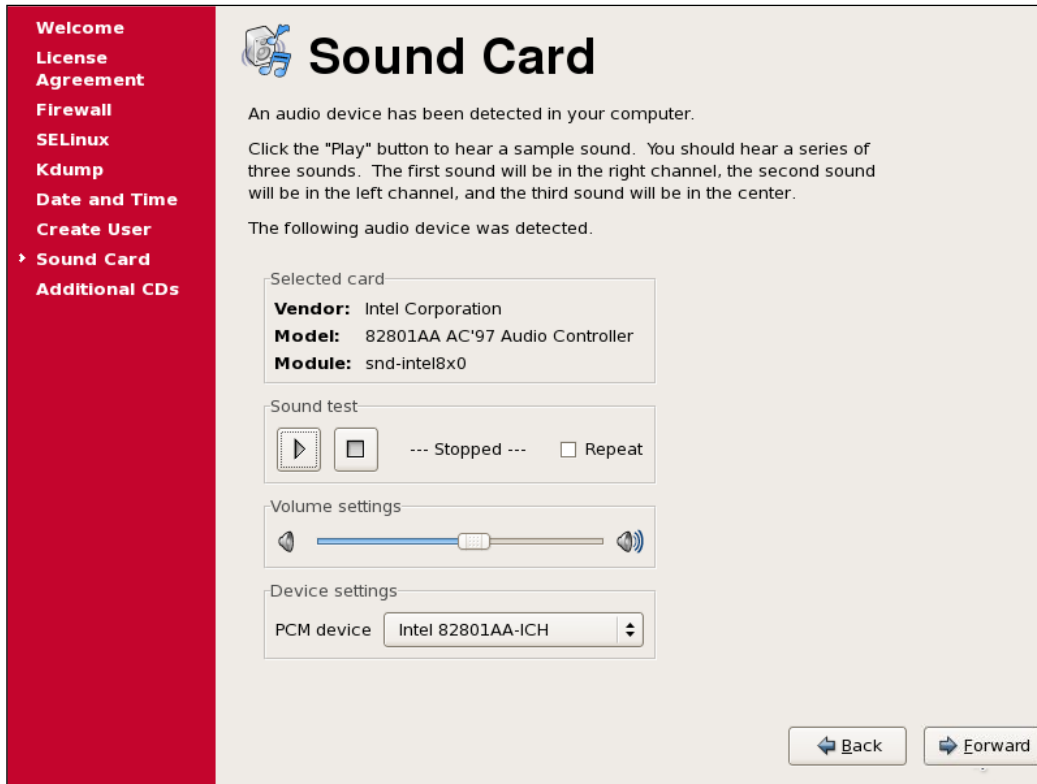 Welcome
License
Agreement
Firewall
SELinux
Kdump
Date and Time
Create User
Sound Card
Additional CDs
Sound Card
An audio device has been detected in your computer.
Click the "Play" button to hear a sample sound.  You should hear a series of
three sounds.  The first sound will be in the right channel, the second sound
will be in the left channel, and the third sound will be in the center.
The following audio device was detected.
Selected card
Vendor: Intel Corporation
Model: 82801AA AC'97 Audio Controller
Module: snd-intel8x0
Sound test
--- Stopped --- Repeat
Volume settings
Device settings
PCM device Intel 82801AA-ICH
Back Forward